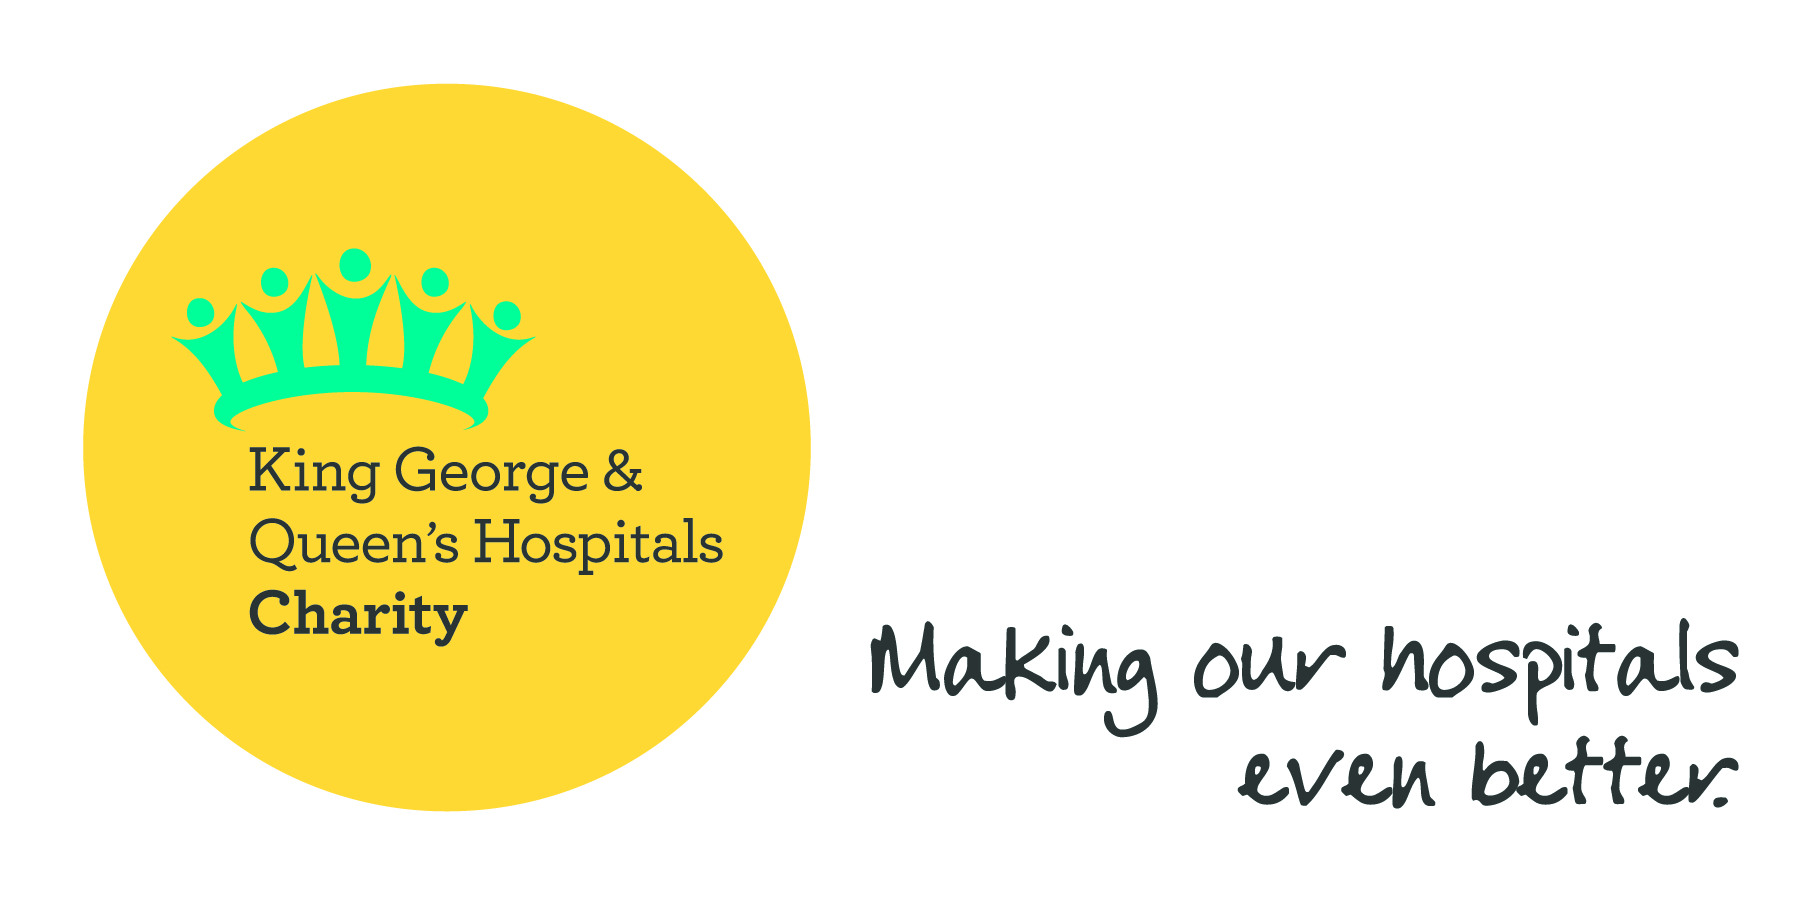 King George &
Queen’s Hospitals
Charity
Making our hospitals
even better.